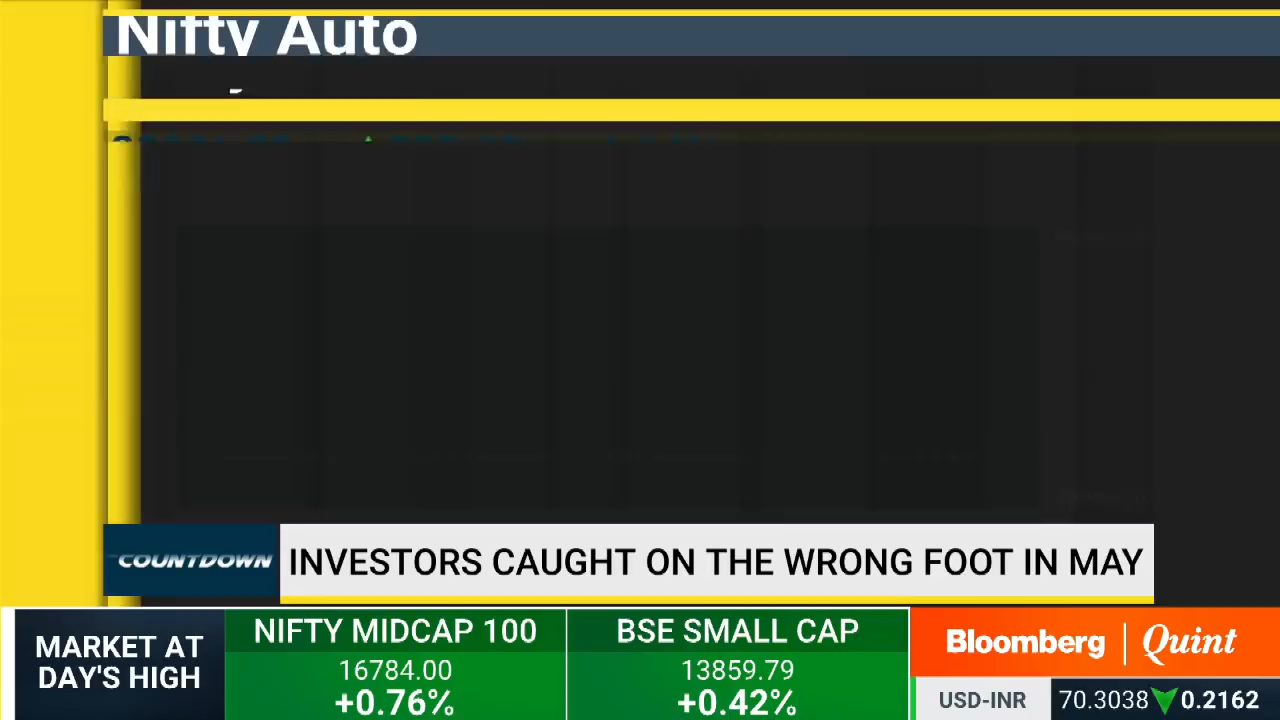 Nifty Auto
COUNTDOWN
INVESTORS CAUGHT ON THE WRONG FOOT IN MAY
MARKET AT
DAY'S HIGH
NIFTY MIDCAP 100
16784.00
+0.76%
BSE SMALL CAP
13859.79
+0.42%
Bloomberg | Quint
USD-INR 70.3038 0.2162